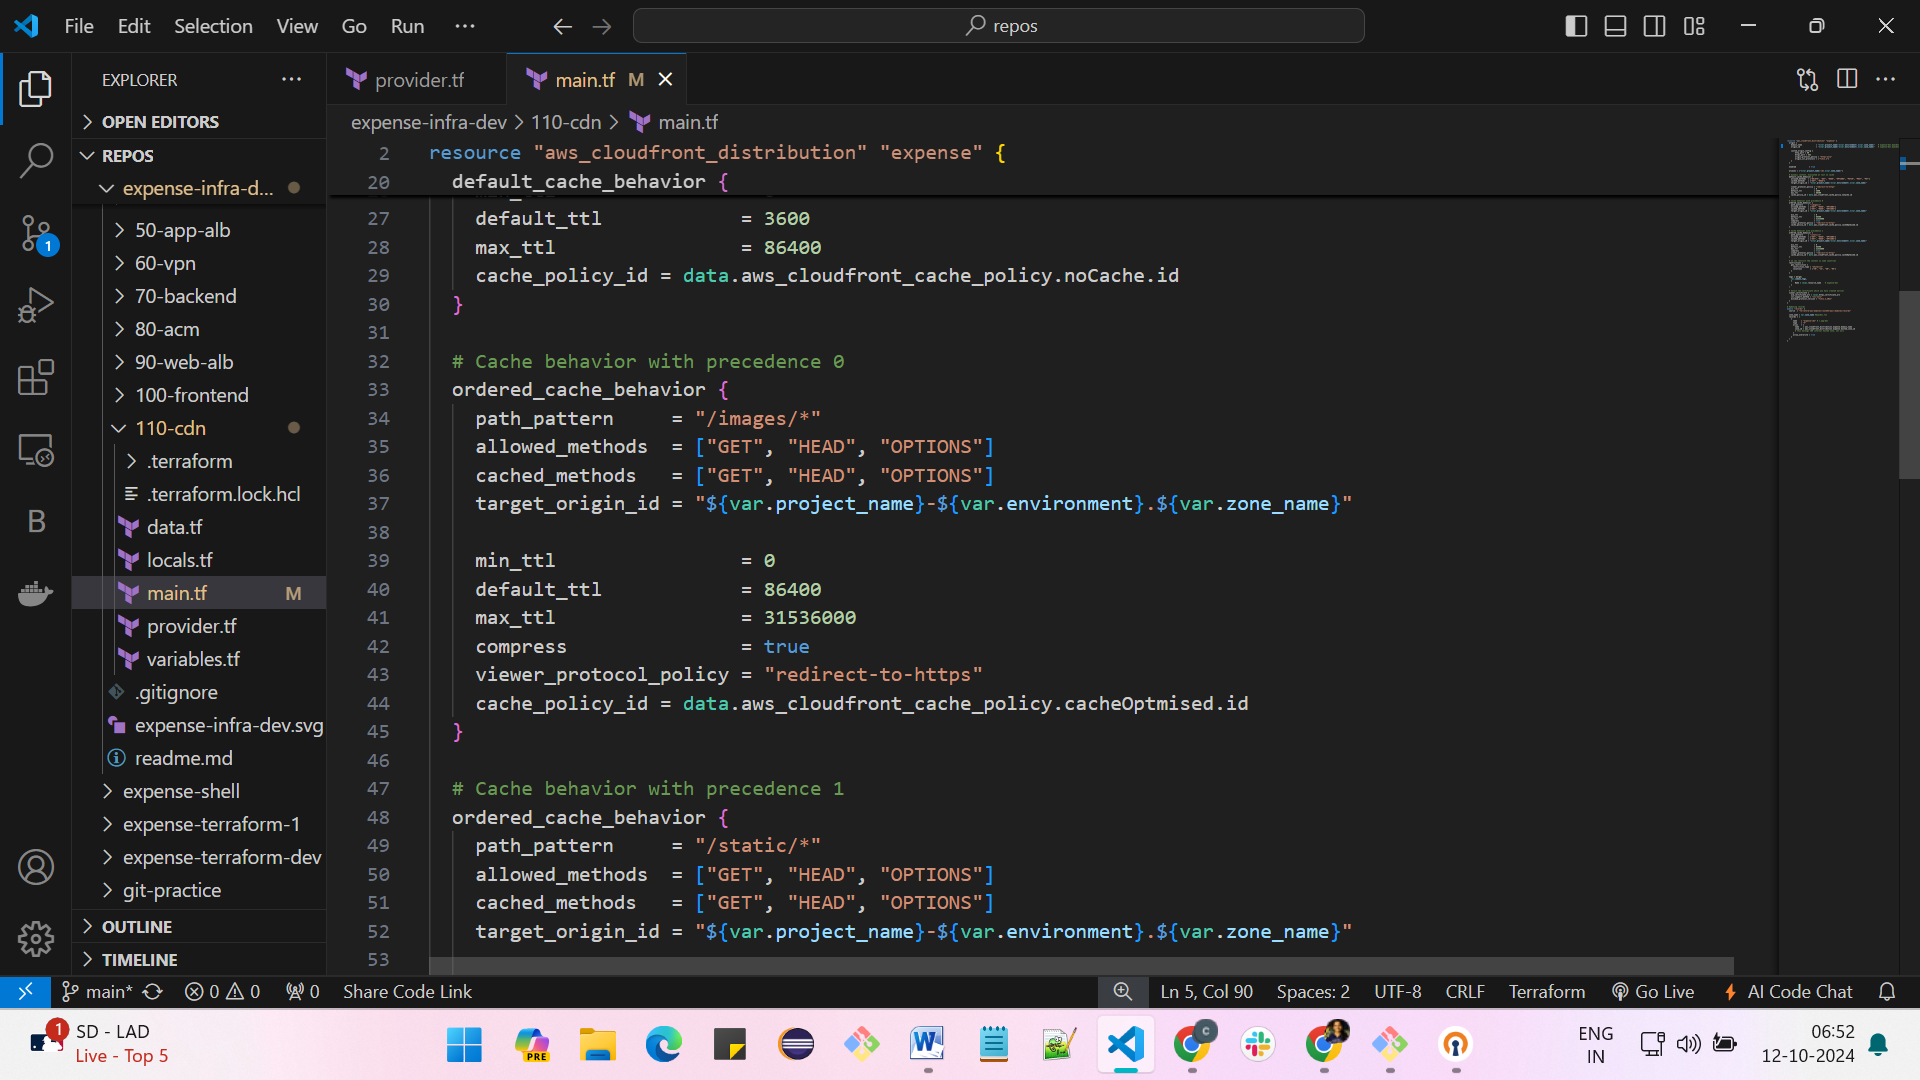 File Edit Selection View Go Run ··· repos
EXPLORER ···
OPEN EDITORS
REPOS
expense-infra-d...
50-app-alb
60-vpn
70-backend
80-acm
90-web-alb
100-frontend
110-cdn
.terraform
.terraform.lock.hcl
data.tf
locals.tf
main.tf M
provider.tf
variables.tf
.gitignore
expense-infra-dev.svg
readme.md
expense-shell
expense-terraform-1
expense-terraform-dev
git-practice
OUTLINE
TIMELINE
1
B
provider.tf main.tf M
expense-infra-dev > 110-cdn > main.tf
2 resource "aws_cloudfront_distribution" "expense" {
20 default_cache_behavior {
27 default_ttl = 3600
28 max_ttl = 86400
29 cache_policy_id = data.aws_cloudfront_cache_policy.noCache.id
30 }
31
32 # Cache behavior with precedence 0
33 ordered_cache_behavior {
34 path_pattern = "/images/*"
35 allowed_methods = ["GET", "HEAD", "OPTIONS"]
36 cached_methods = ["GET", "HEAD", "OPTIONS"]
37 target_origin_id = "${var.project_name}-${var.environment}.${var.zone_name}"
38
39 min_ttl = 0
40 default_ttl = 86400
41 max_ttl = 31536000
42 compress = true
43 viewer_protocol_policy = "redirect-to-https"
44 cache_policy_id = data.aws_cloudfront_cache_policy.cacheOptmised.id
45 }
46
47 # Cache behavior with precedence 1
48 ordered_cache_behavior {
49 path_pattern = "/static/*"
50 allowed_methods = ["GET", "HEAD", "OPTIONS"]
51 cached_methods = ["GET", "HEAD", "OPTIONS"]
52 target_origin_id = "${var.project_name}-${var.environment}.${var.zone_name}"
53
main* 0 0 0 Share Code Link Ln 5, Col 90 Spaces: 2 UTF-8 CRLF Terraform Go Live AI Code Chat
1 SD - LAD
Live - Top 5
PRE
W
c
ENG
IN
06:52
12-10-2024